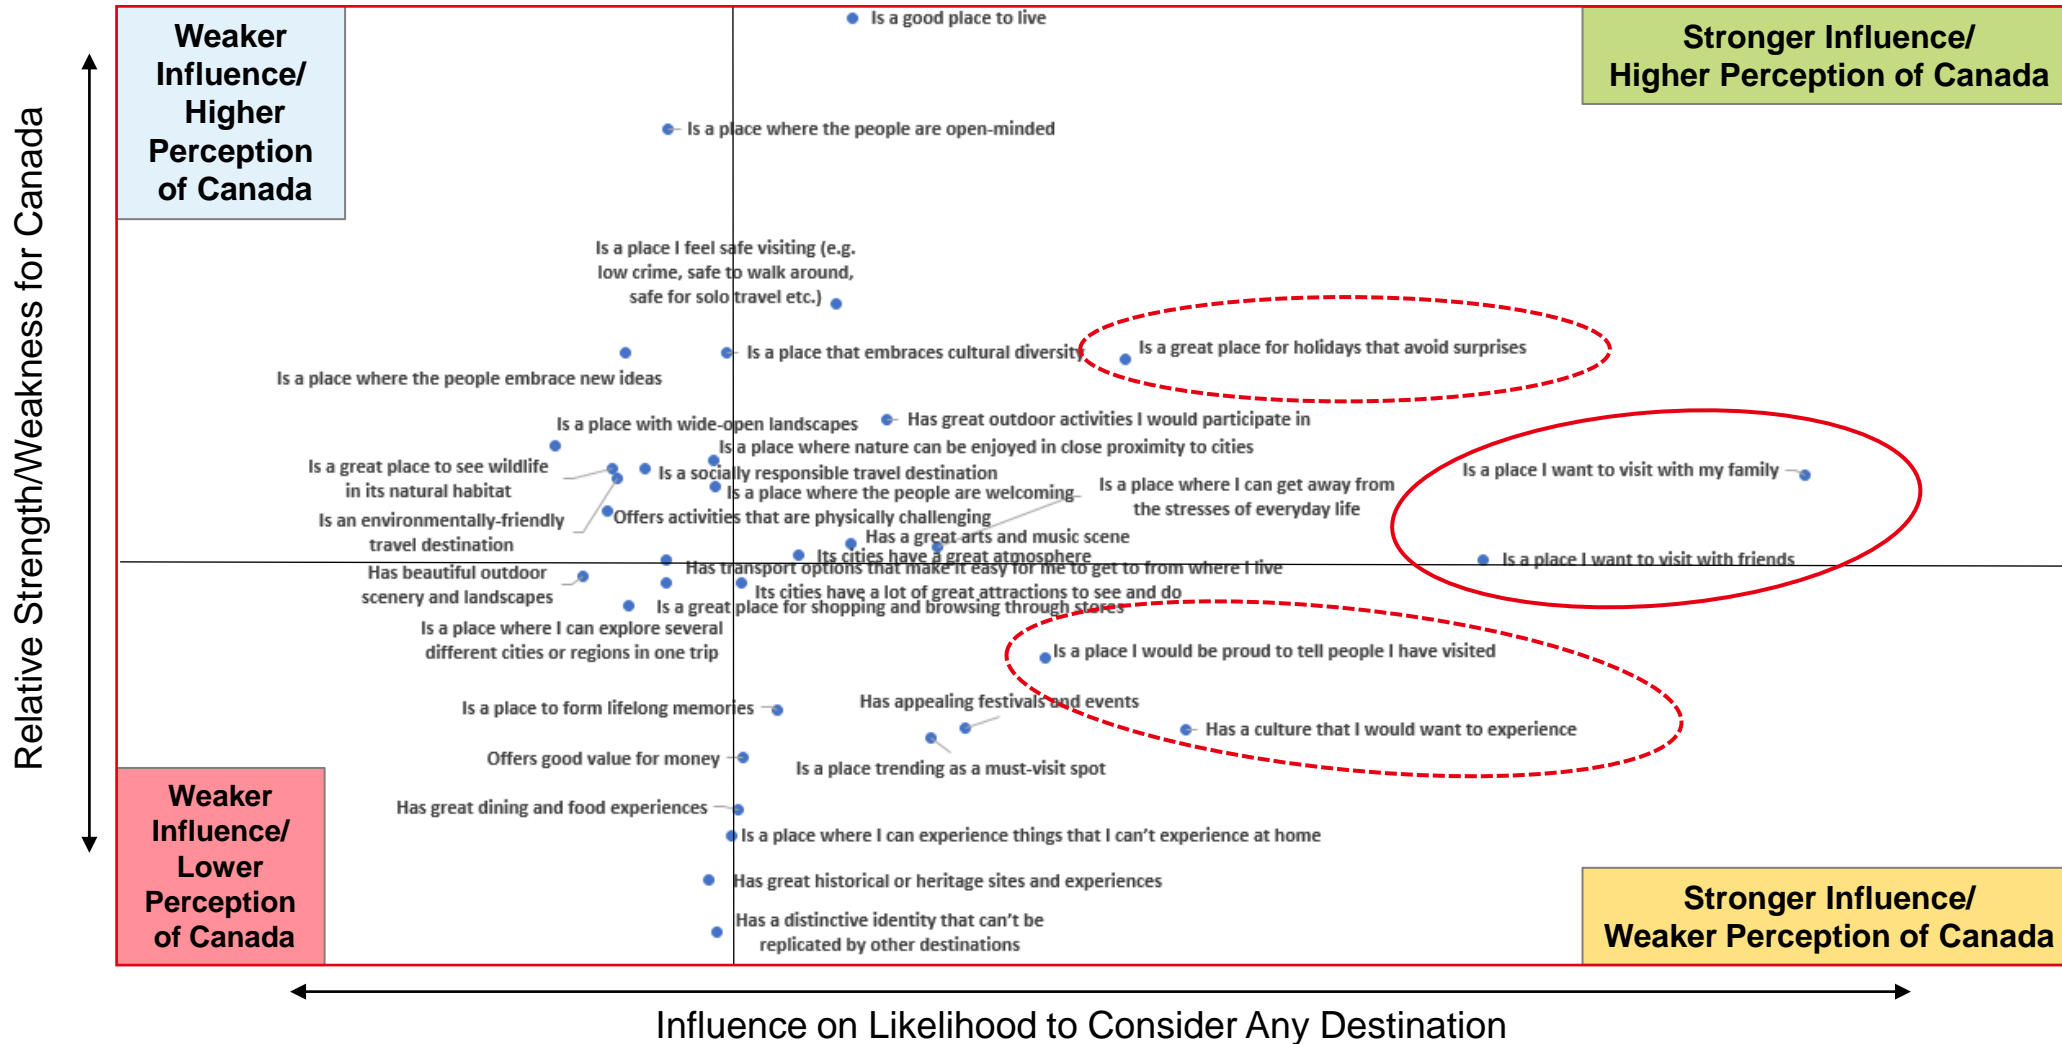 Weaker
Influence/
Higher
Perception
of Canada
Stronger Influence/
Higher Perception of Canada
Relative Strength/Weakness for Canada
Is a good place to live
Is a place where the people are open-minded
Is a place I feel safe visiting (e.g.
low crime, safe to walk around,
safe for solo travel etc.)
Is a place that embraces cultural diversity
Is a great place for holidays that avoid surprises
Is a place where the people embrace new ideas
Has great outdoor activities I would participate in
Is a place with wide-open landscapes
Is a place where nature can be enjoyed in close proximity to cities
Is a great place to see wildlife
in its natural habitat
Is a socially responsible travel destination
Is a place I want to visit with my family
Is a place where the people are welcoming
Is a place where I can get away from
the stresses of everyday life
Is an environmentally-friendly
travel destination
Offers activities that are physically challenging
Has a great arts and music scene
Its cities have a great atmosphere
Is a place I want to visit with friends
Has transport options that make it easy for me to get to from where I live
Has beautiful outdoor
scenery and landscapes
Its cities have a lot of great attractions to see and do
Is a great place for shopping and browsing through stores
Is a place where I can explore several
different cities or regions in one trip
Is a place I would be proud to tell people I have visited
Is a place to form lifelong memories
Has appealing festivals and events
Has a culture that I would want to experience
Offers good value for money
Is a place trending as a must-visit spot
Has great dining and food experiences
Is a place where I can experience things that I can't experience at home
Has great historical or heritage sites and experiences
Has a distinctive identity that can't be
replicated by other destinations
Weaker
Influence/
Lower
Perception
of Canada
Stronger Influence/
Weaker Perception of Canada
Influence on Likelihood to Consider Any Destination